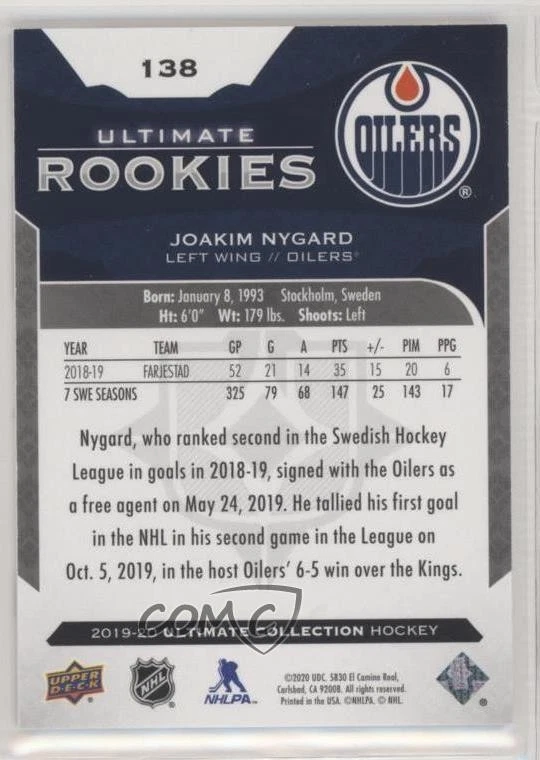 138
OILERS
®
ULTIMATE
ROOKIES
JOAKIM NYGARD
LEFT WING // OILERS®
Born: January 8, 1993 Stockholm, Sweden
Ht: 6'0" Wt: 179 lbs. Shoots: Left
YEAR TEAM GP G A PTS +/- PIM PPG
2018-19 FARJESTAD 52 21 14 35 15 20 6
7 SWE SEASONS 325 79 68 147 25 143 17
Nygard, who ranked second in the Swedish Hockey
League in goals in 2018-19, signed with the Oilers as
a free agent on May 24, 2019. He tallied his first goal
in the NHL in his second game in the League on
Oct. 5, 2019, in the host Oilers' 6-5 win over the Kings.
COMC
2019-20 ULTIMATE COLLECTION HOCKEY
UPPER DECK
NHL
NHLPA
©2020 UDC. 5830 El Camino Real,
Carlsbad, CA 92008. All rights reserved.
Printed in the USA. ©NHLPA. © NHL.
®